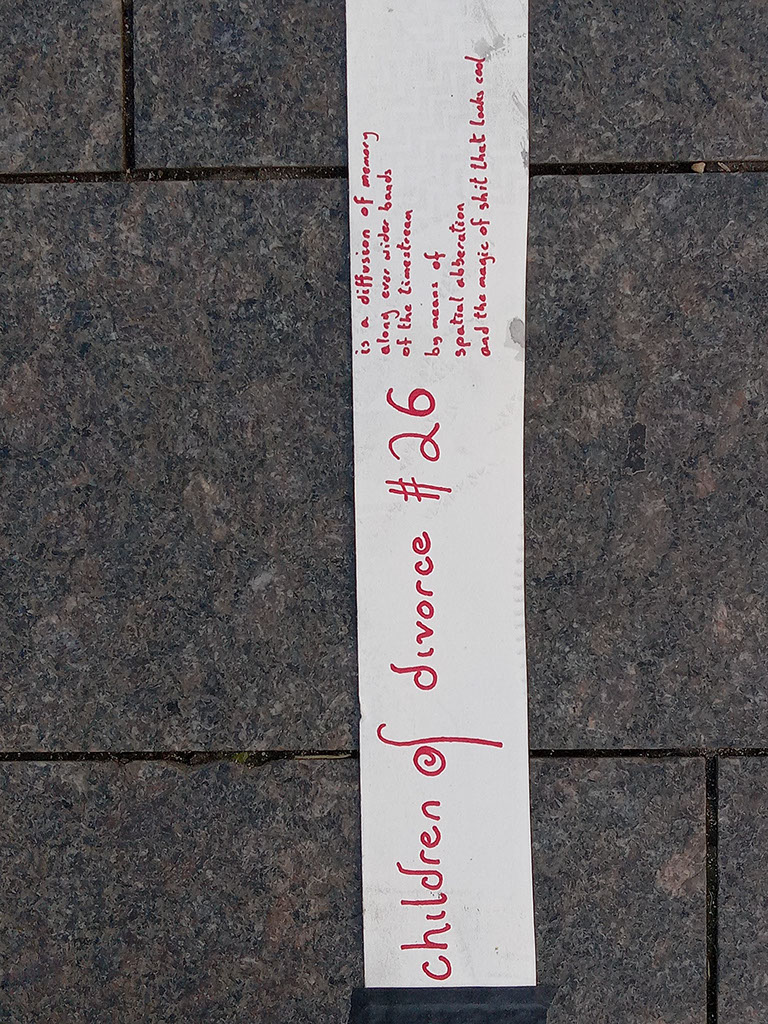 children of divorce #26
is a diffusion of memory
along ever wider bands
of the timestream
by means of
spatial abberation
and the magic of shit that looks cool